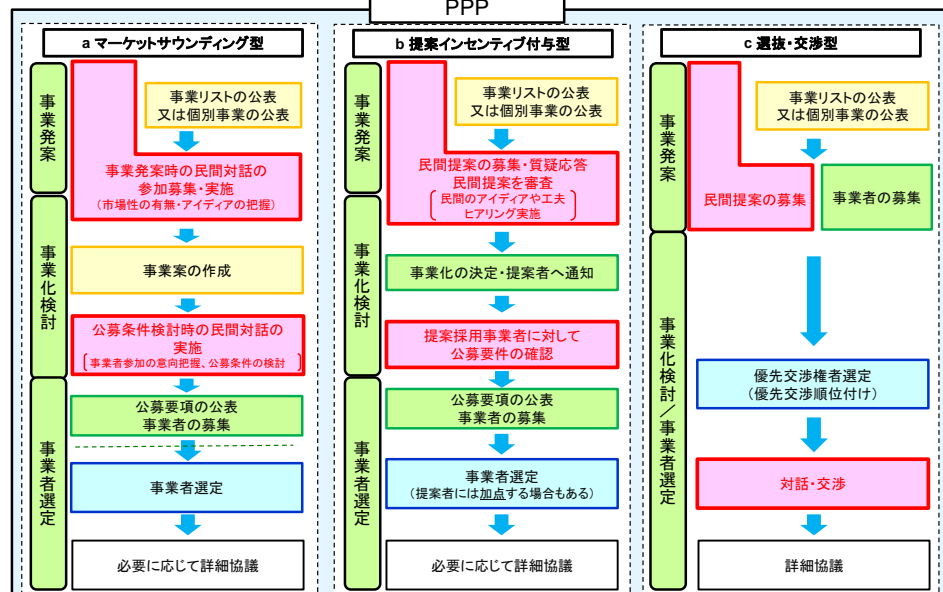 PPP
a マーケットサウンディング型
事業発案
事業リストの公表
又は個別事業の公表
事業発案時の民間対話の
参加募集・実施
(市場性の有無・アイディアの把握)
事業化検討
事業案の作成
公募条件検討時の民間対話の
実施
事業者参加の意向把握、公募条件の検討
事業者選定
公募要項の公表
事業者の募集
事業者選定
必要に応じて詳細協議
b 提案インセンティブ付与型
事業発案
事業リストの公表
又は個別事業の公表
民間提案の募集・質疑応答
民間提案を審査
民間のアイディアや工夫
ヒアリング実施
事業化検討
事業化の決定・提案者へ通知
提案採用事業者に対して
公募要件の確認
事業者選定
公募要項の公表
事業者の募集
事業者選定
(提案者には加点する場合もある)
必要に応じて詳細協議
c 選抜・交渉型
事業発案
事業リストの公表
又は個別事業の公表
民間提案の募集
事業者の募集
事業化検討/事業者選定
優先交渉権者選定
(優先交渉順位付け)
対話・交渉
詳細協議